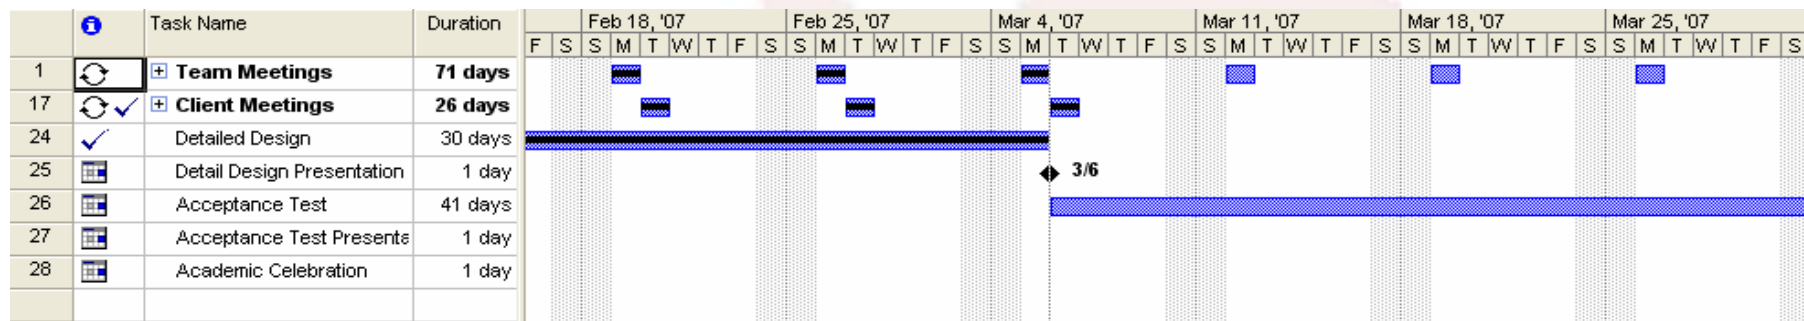 Task Name Duration Feb 18, '07 Feb 25, '07 Mar 4, '07 Mar 11, '07 Mar 18, '07 Mar 25, '07
F S S M T W T F S S M T W T F S S M T W T F S S M T W T F S S M T W T F S S M T W T F S
1 Team Meetings 71 days
17 Client Meetings 26 days
24 Detailed Design 30 days
25 Detail Design Presentation 1 day 3/6
26 Acceptance Test 41 days
27 Acceptance Test Presenta 1 day
28 Academic Celebration 1 day